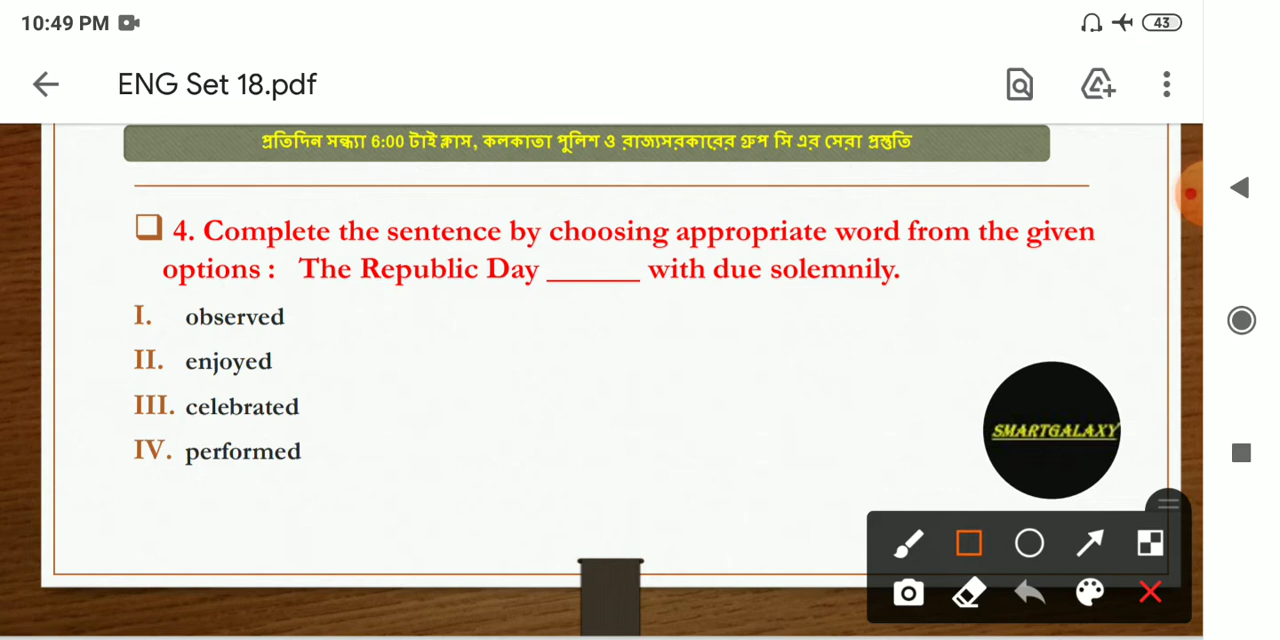 10:49 PM
43
ENG Set 18.pdf
প্রতিদিন সন্ধ্যা 6:00 টাই ক্লাস, কলকাতা পুলিশ ও রাজ্যসরকারের গ্রুপ সি এর সেরা প্রস্তুতি
4. Complete the sentence by choosing appropriate word from the given
options : The Republic Day ______ with due solemnily.
I. observed
II. enjoyed
III. celebrated
IV. performed
SMARTGALAXY